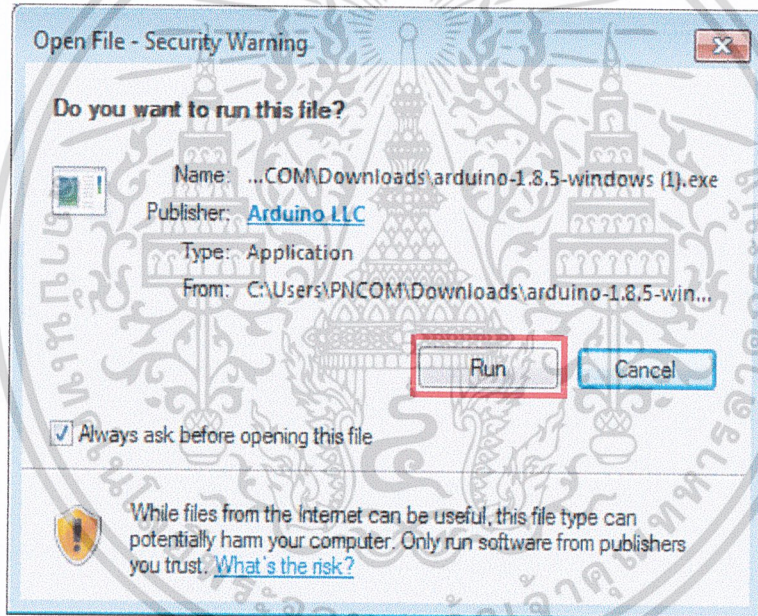 Open File - Security Warning
Do you want to run this file?
Name: ...COM\Downloads\arduino-1.8.5-windows (1).exe
Publisher: Arduino LLC
Type: Application
From: C:\Users\PNCOM\Downloads\arduino-1.8.5-win...
Run Cancel
Always ask before opening this file
While files from the Internet can be useful, this file type can
potentially harm your computer. Only run software from publishers
you trust. What's the risk?